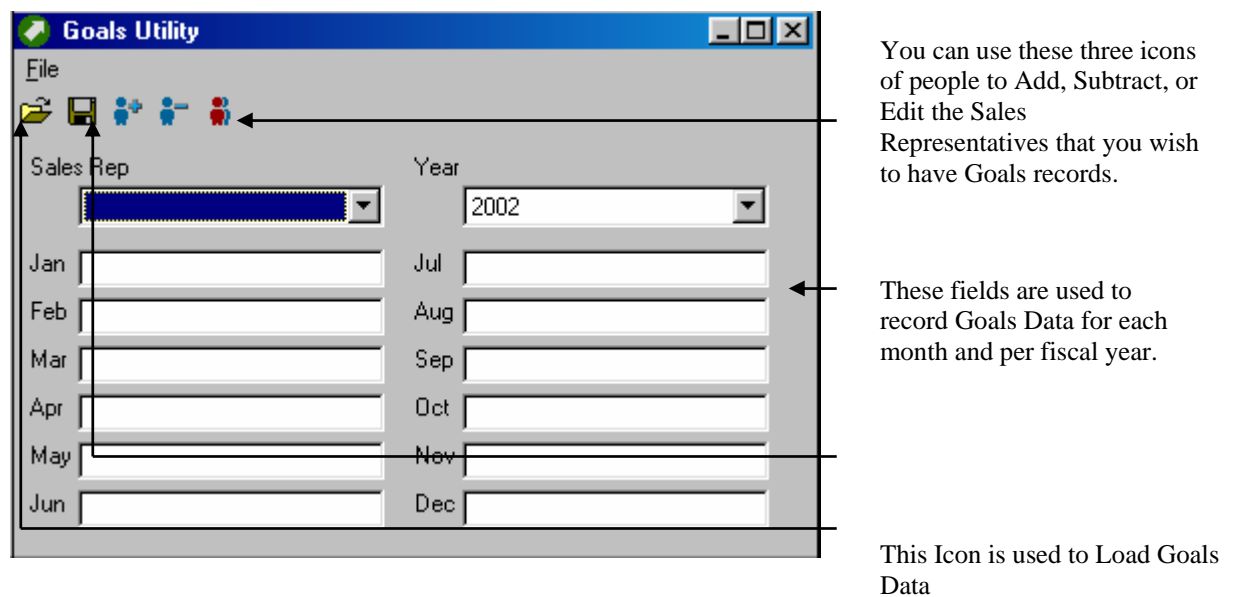 Goals Utility
File
Sales Rep
Year
2002
Jan
Jul
Feb
Aug
Mar
Sep
Apr
Oct
May
Nov
Jun
Dec
You can use these three icons
of people to Add, Subtract, or
Edit the Sales
Representatives that you wish
to have Goals records.
These fields are used to
record Goals Data for each
month and per fiscal year.
This Icon is used to Load Goals
Data